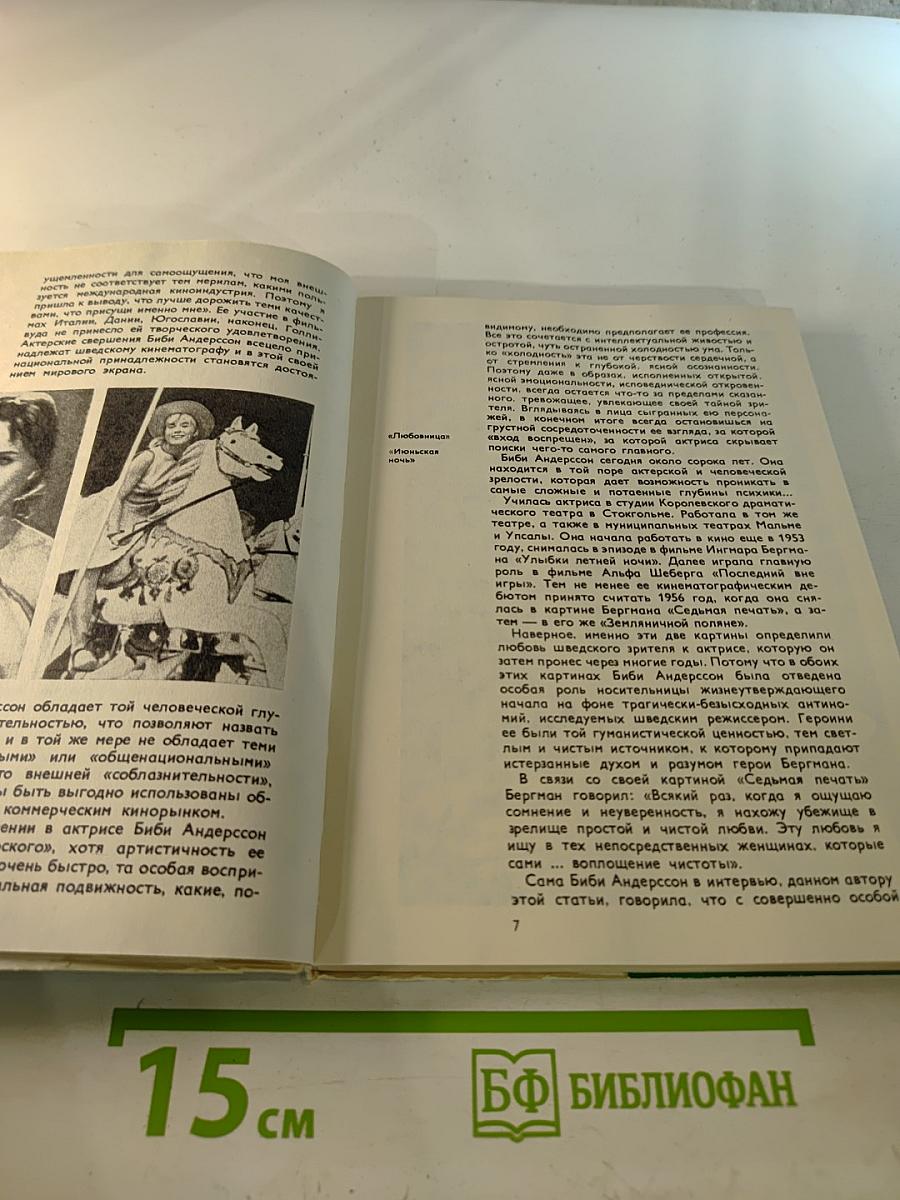 ущемленности для самоощущения, что моя внеш-
ность не соответствует тем мерилам, какими поль-
зуется международная киноиндустрия. Поэтому я
пришла к выводу, что лучше дорожить теми качест-
вами, что присущи именно мне». Ее участие в филь-
мах Италии, Дании, Югославии, наконец, Голли-
вуда не принесло ей творческого удовлетворения.
Актерские свершения Биби Андерссон всецело при-
надлежат шведскому кинематографу и в этой своей
национальной принадлежности становятся достоя-
нием мирового экрана.
ссон обладает той человеческой глу-
тельностью, что позволяют назвать
и в той же мере не обладает теми
ыми» или «общенациональными»
то внешней «соблазнительности»,
ы быть выгодно использованы об-
коммерческим кинорынком.
ении в актрисе Биби Андерссон
рского», хотя артистичность ее
очень быстро, та особая воспри-
альная подвижность, какие, по-
«Любовница»
«Июньская
ночь»
видимому, необходимо предполагает ее профессия.
Все это сочетается с интеллектуальной живостью и
остротой, чуть остраненной холодностью ума. Толь-
ко «холодность» эта не от черствости сердечной, а
от стремления к глубокой, ясной осознанности.
Поэтому даже в образах, исполненных открытой,
ясной эмоциональности, исповеднической откровен-
ности, всегда остается что-то за пределами сказан-
ного, тревожащее, увлекающее своей тайной зри-
теля. Вглядываясь в лица сыгранных ею персона-
жей, в конечном итоге всегда остановишься на
грустной сосредоточенности ее взгляда, за которой
«вход воспрещен», за которой актриса скрывает
поиски чего-то самого главного.
Биби Андерссон сегодня около сорока лет. Она
находится в той поре актерской и человеческой
зрелости, которая дает возможность проникать в
самые сложные и потаенные глубины психики...
Училась актриса в студии Королевского драмати-
ческого театра в Стокгольме. Работала в том же
театре, а также в муниципальных театрах Мальме
и Упсалы. Она начала работать в кино еще в 1953
году, снималась в эпизоде в фильме Ингмара Бергма-
на «Улыбки летней ночи». Далее играла главную
роль в фильме Альфа Шеберга «Последний вне
игры». Тем не менее ее кинематографическим де-
бютом принято считать 1956 год, когда она сня-
лась в картине Бергмана «Седьмая печать», а за-
тем — в его же «Земляничной поляне».
Наверное, именно эти две картины определили
любовь шведского зрителя к актрисе, которую он
затем пронес через многие годы. Потому что в обоих
этих картинах Биби Андерссон была отведена
особая роль носительницы жизнеутверждающего
начала на фоне трагически-безысходных антино-
мий, исследуемых шведским режиссером. Героини
ее были той гуманистической ценностью, тем свет-
лым и чистым источником, к которому припадают
истерзанные духом и разумом герои Бергмана.
В связи со своей картиной «Седьмая печать»
Бергман говорил: «Всякий раз, когда я ощущаю
сомнение и неуверенность, я нахожу убежище в
зрелище простой и чистой любви. Эту любовь я
ищу в тех непосредственных женщинах, которые
сами ... воплощение чистоты».
Сама Биби Андерссон в интервью, данном автору
этой статьи, говорила, что с совершенно особой
7
15 см
БФ БИБЛИОФАН